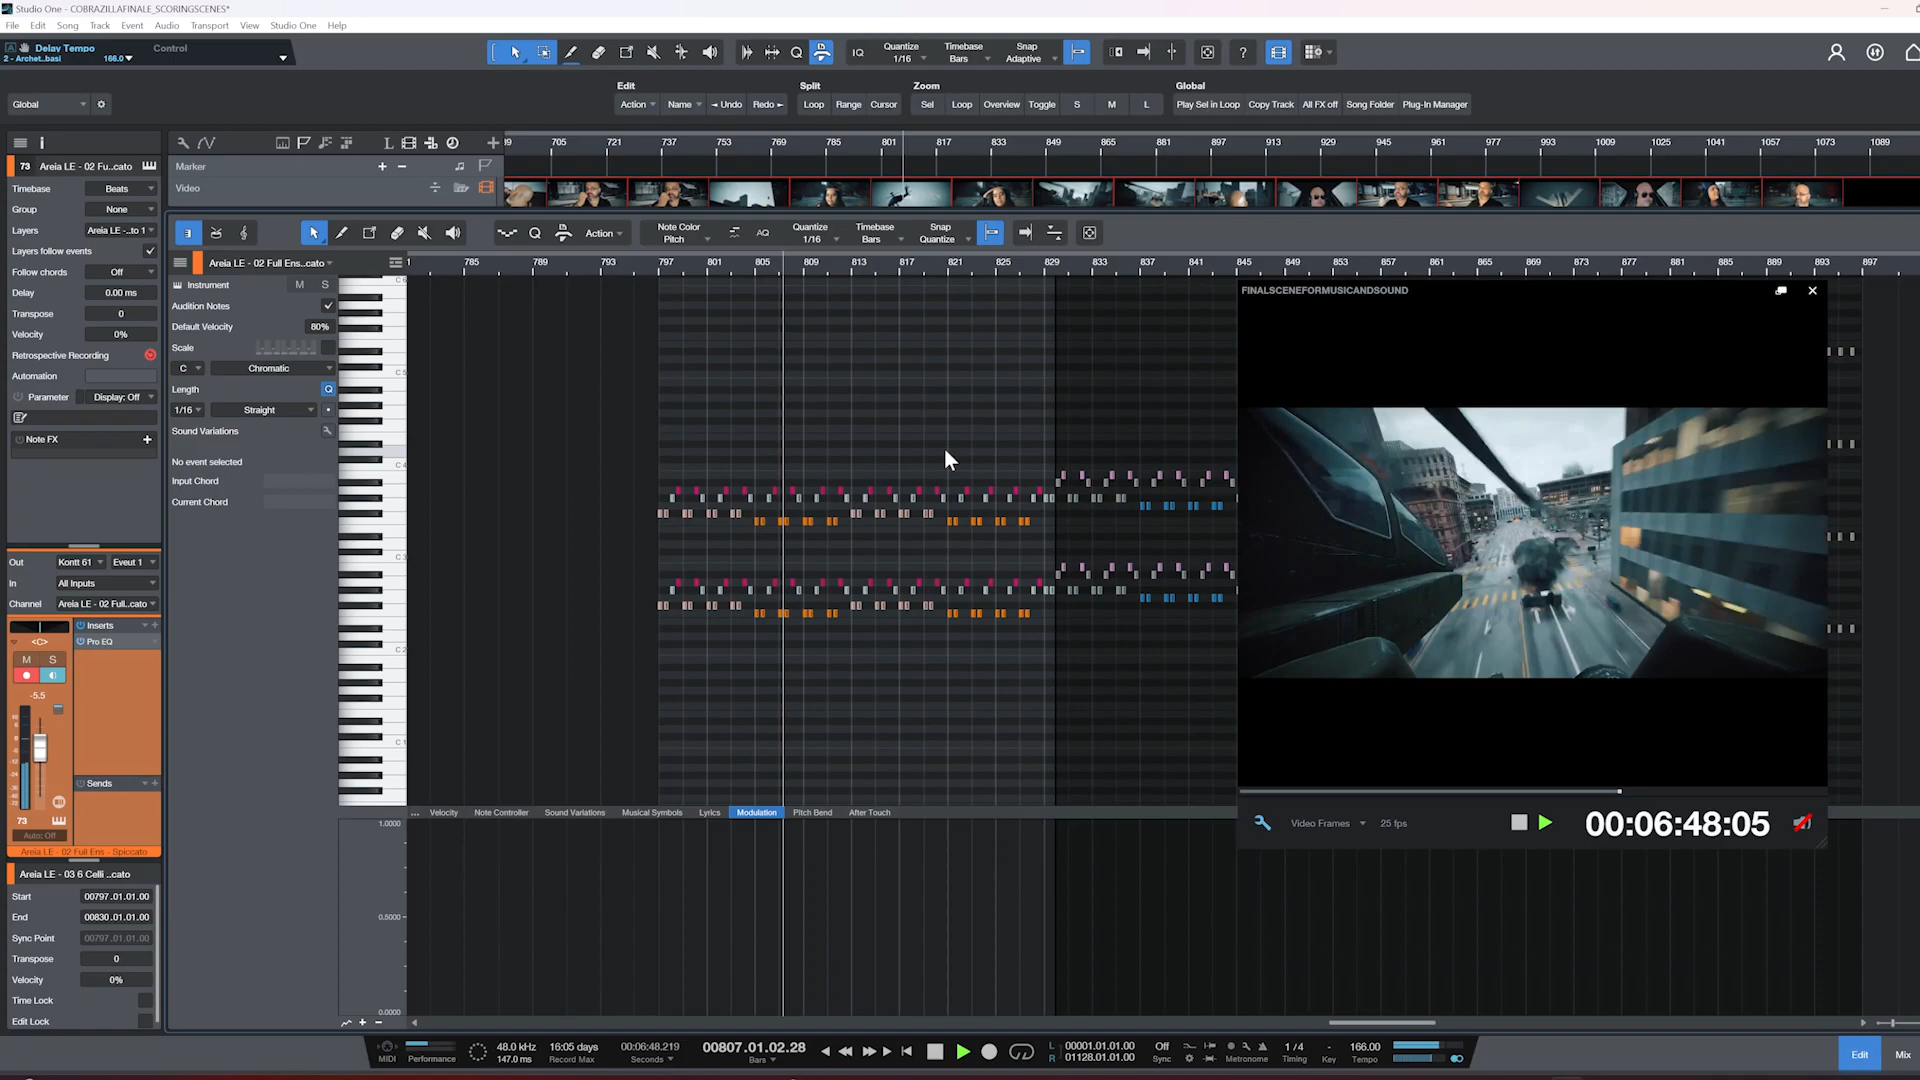 Studio One - COBRAZILLAFINALE_SCORINGSCENES*
File Edit Song Track Event Audio Transport View Studio One Help
Delay Tempo Control
2 - Archet..basi 166.0
IQ Quantize 1/16 Timebase Bars Snap Adaptive ?
Edit Split Zoom Global
Global Action Name Undo Redo Loop Range Cursor Sel Loop Overview Toggle S M L Play Sel in Loop Copy Track All FX off Song Folder Plug-In Manager
705 721 737 753 769 785 801 817 833 849 865 881 897 913 929 945 961 977 993 1009 1025 1041 1057 1073 1089
73 Areia LE - 02 Fu..cato
Marker
Video
Timebase Beats
Group None
Layers Areia LE -..to 1
Layers follow events
Follow chords Off
Delay 0.00 ms
Transpose 0
Velocity 0%
Retrospective Recording
Automation
Parameter Display: Off
Note FX
Action Note Color Pitch AQ Quantize 1/16 Timebase Bars Snap Quantize
Areia LE - 02 Full Ens..cato
785 789 793 797 801 805 809 813 817 821 825 829 833 837 841 845 849 853 857 861 865 869 873 877 881 885 889 893 897
Instrument M S
Audition Notes
Default Velocity 80%
Scale
C Chromatic
Length
1/16 Straight
Sound Variations
No event selected
Input Chord
Current Chord
C 6
C 5
C 4
C 3
C 2
C 1
FINALSCENEFORMUSICANDSOUND
Video Frames 25 fps 00:06:48:05
Out Kontt 61 Eveut 1
In All Inputs
Channel Areia LE - 02 Full..cato
Inserts
<C> Pro EQ
M S
-5.5
Sends
73
Auto: Off
Areia LE - 02 Full Ens - Spiccato
Areia LE - 03 6 Celli ..cato
Start 00797.01.01.00
End 00830.01.01.00
Sync Point 00797.01.01.00
Transpose 0
Velocity 0%
Time Lock
Edit Lock
... Velocity Note Controller Sound Variations Musical Symbols Lyrics Modulation Pitch Bend After Touch
1.0000
0.5000
0.0000
MIDI Performance 48.0 kHz 147.0 ms 16:05 days Record Max 00:06:48.219 Seconds 00807.01.02.28 Bars L 00001.01.01.00 R 01128.01.01.00 Off Sync Metronome 1 / 4 Timing - Key 166.00 Tempo Edit Mix